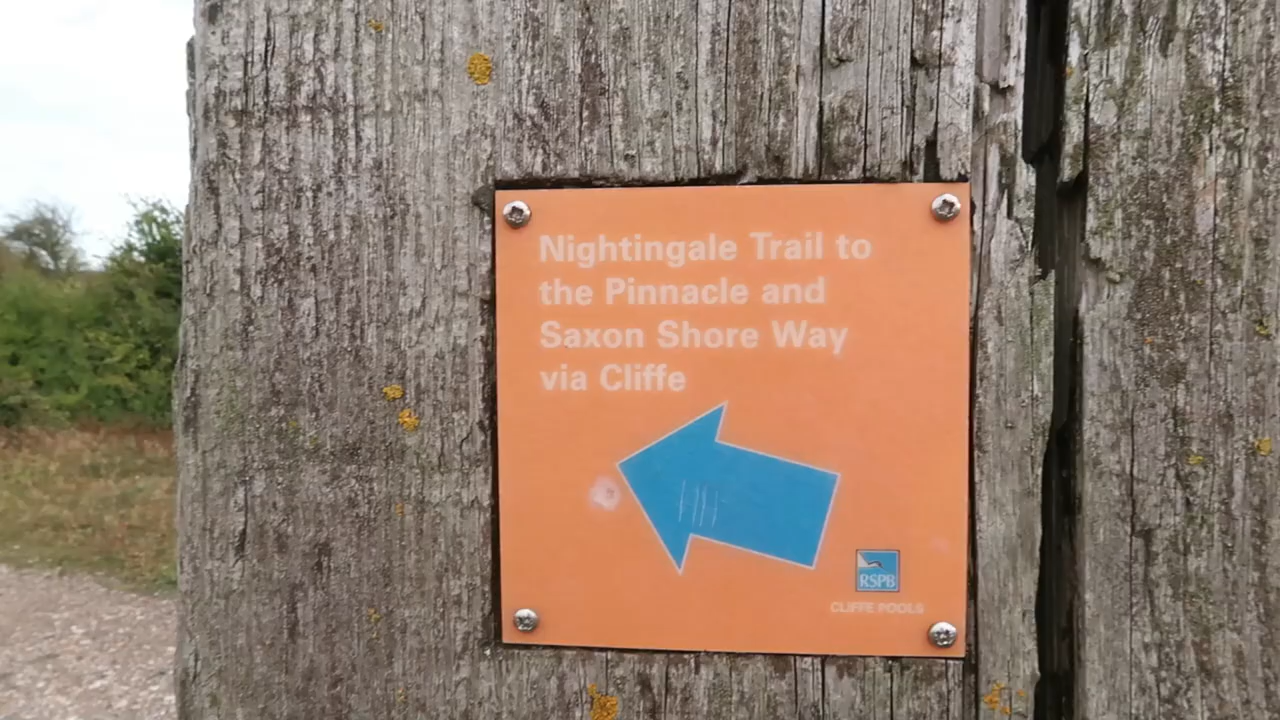 Nightingale Trail to
the Pinnacle and
Saxon Shore Way
via Cliffe
RSPB
CLIFFE POOLS